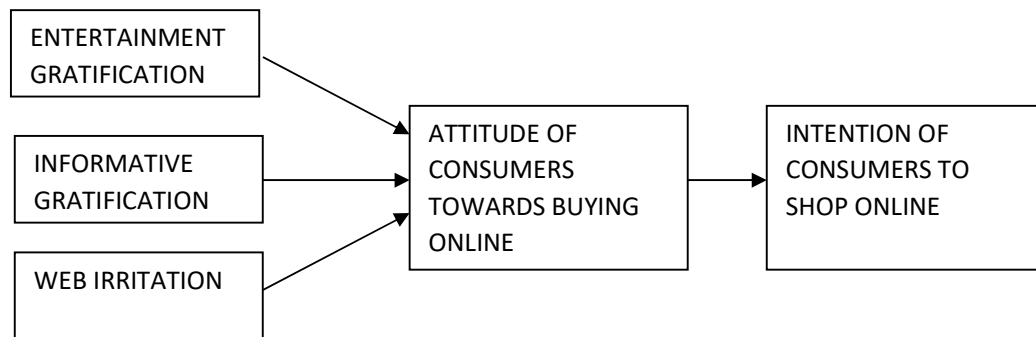 ENTERTAINMENT
GRATIFICATION
INFORMATIVE
GRATIFICATION
WEB IRRITATION
ATTITUDE OF
CONSUMERS
TOWARDS BUYING
ONLINE
INTENTION OF
CONSUMERS TO
SHOP ONLINE